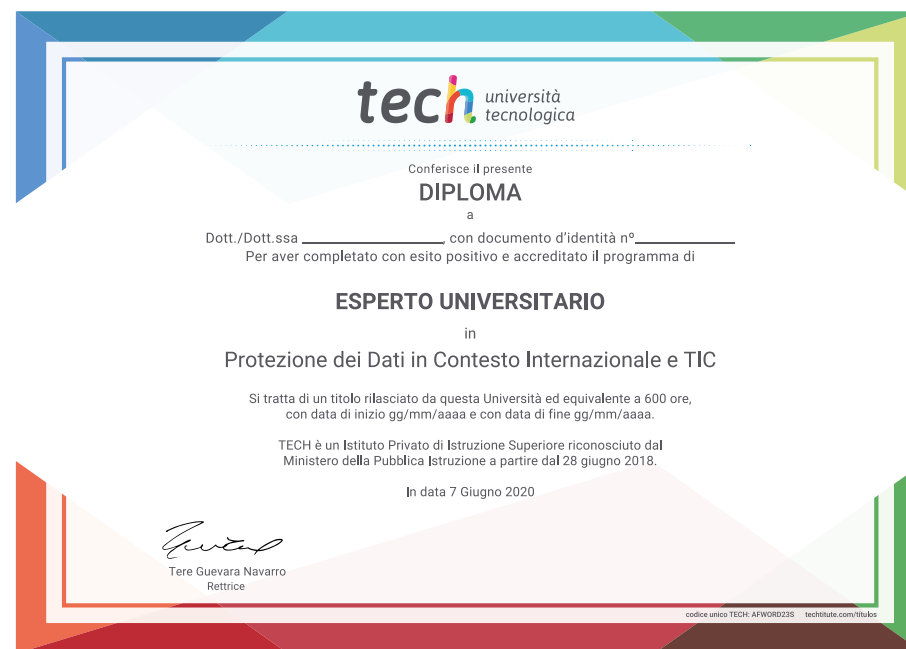 tech università
tecnologica
Conferisce il presente
DIPLOMA
a
Dott./Dott.ssa ____________________, con documento d'identità nº______________
Per aver completato con esito positivo e accreditato il programma di
ESPERTO UNIVERSITARIO
in
Protezione dei Dati in Contesto Internazionale e TIC
Si tratta di un titolo rilasciato da questa Università ed equivalente a 600 ore,
con data di inizio gg/mm/aaaa e con data di fine gg/mm/aaaa.
TECH è un Istituto Privato di Istruzione Superiore riconosciuto dal
Ministero della Pubblica Istruzione a partire dal 28 giugno 2018.
In data 7 Giugno 2020
Tere Guevara Navarro
Rettrice
codice unico TECH: AFWORD23S techtitute.com/titulos